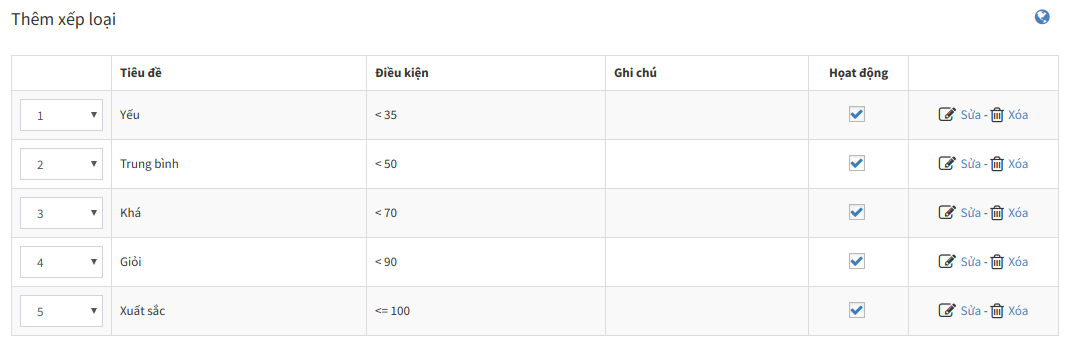 Thêm xếp loại
Tiêu đề Điều kiện Ghi chú Họat động
1 Yếu < 35 Sửa - Xóa
2 Trung bình < 50 Sửa - Xóa
3 Khá < 70 Sửa - Xóa
4 Giỏi < 90 Sửa - Xóa
5 Xuất sắc <= 100 Sửa - Xóa